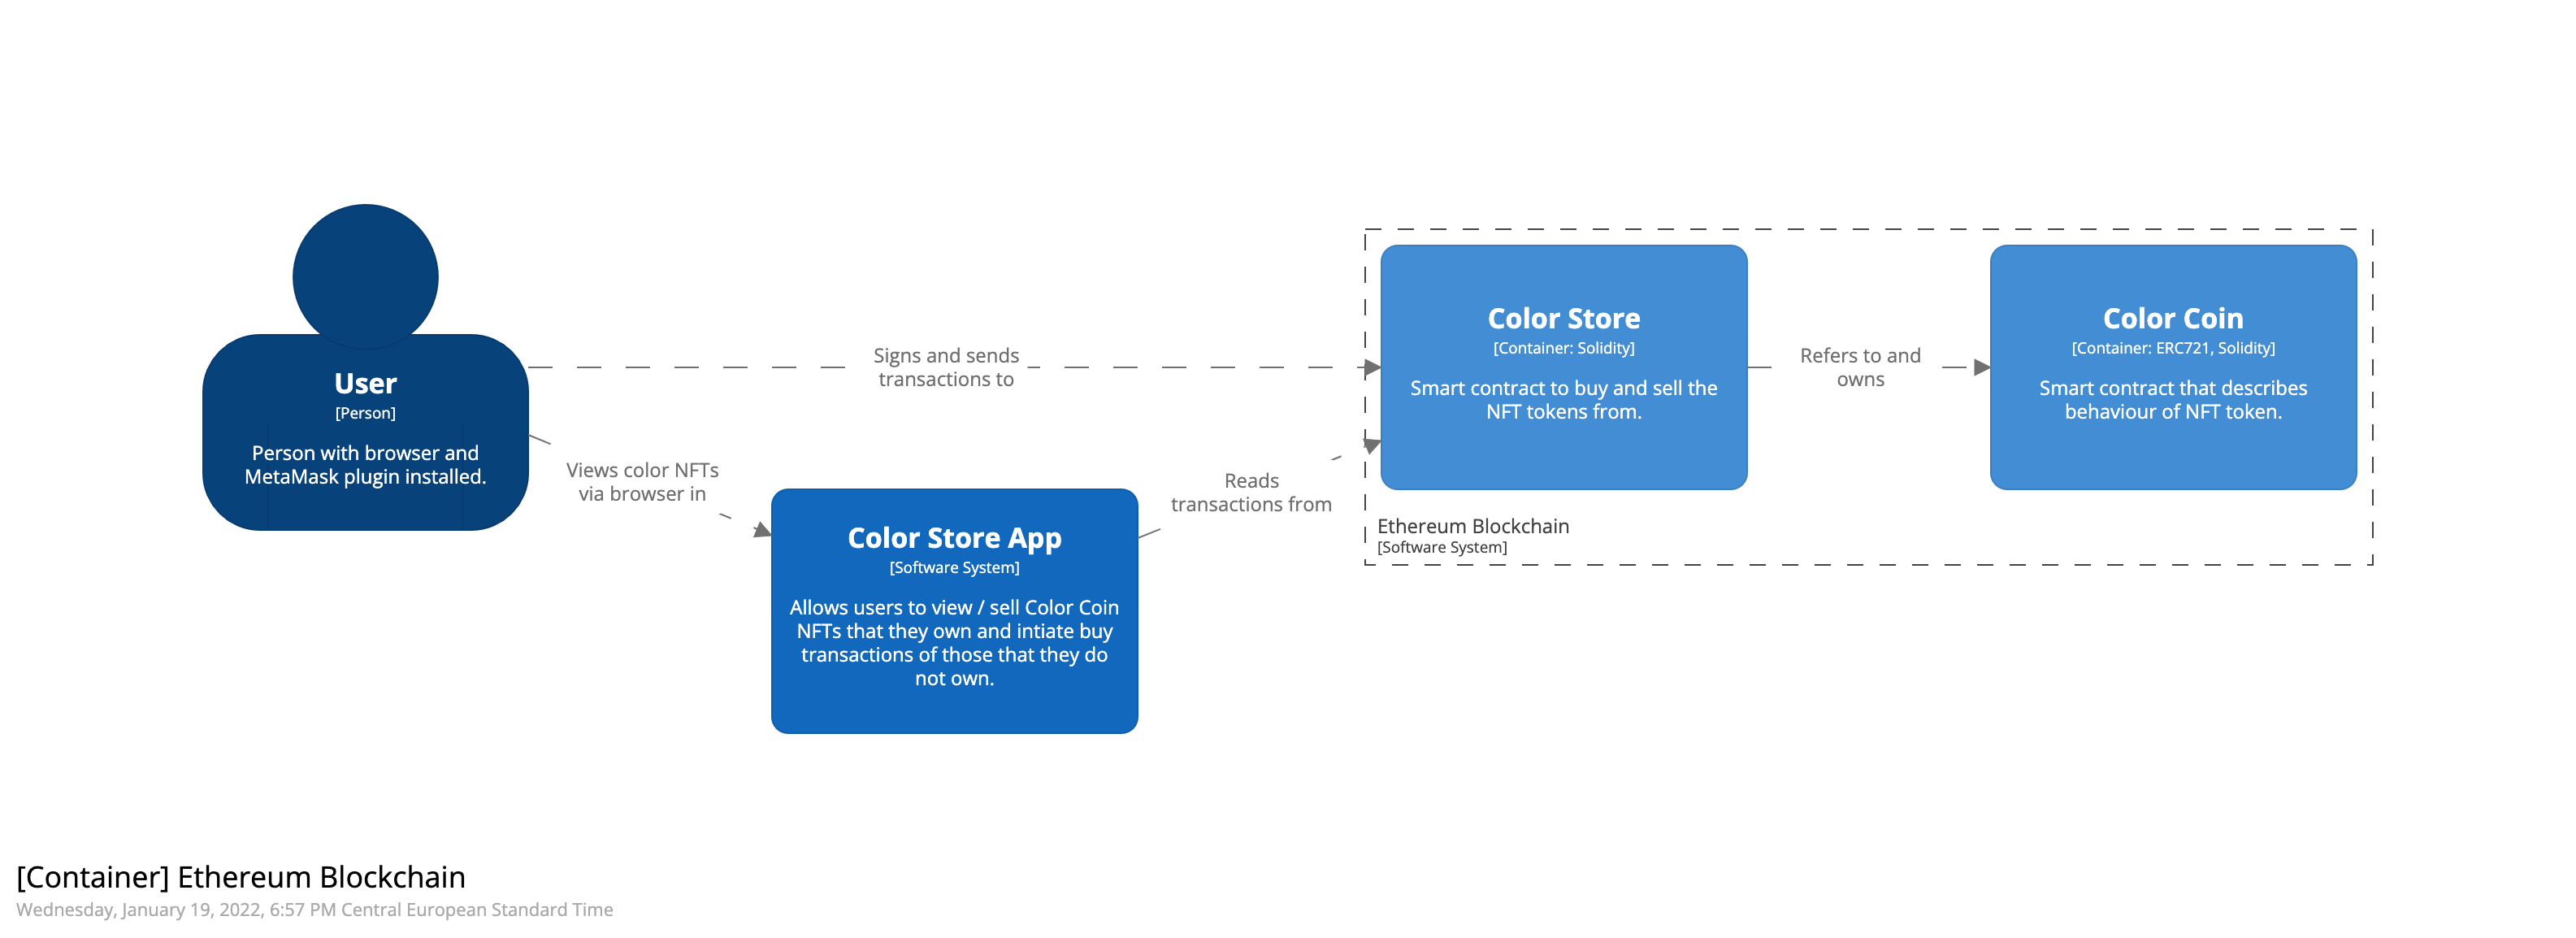 User
[Person]
Person with browser and
MetaMask plugin installed.
Signs and sends
transactions to
Views color NFTs
via browser in
Color Store App
[Software System]
Allows users to view / sell Color Coin
NFTs that they own and intiate buy
transactions of those that they do
not own.
Reads
transactions from
Color Store
[Container: Solidity]
Smart contract to buy and sell the
NFT tokens from.
Refers to and
owns
Color Coin
[Container: ERC721, Solidity]
Smart contract that describes
behaviour of NFT token.
Ethereum Blockchain
[Software System]
[Container] Ethereum Blockchain
Wednesday, January 19, 2022, 6:57 PM Central European Standard Time